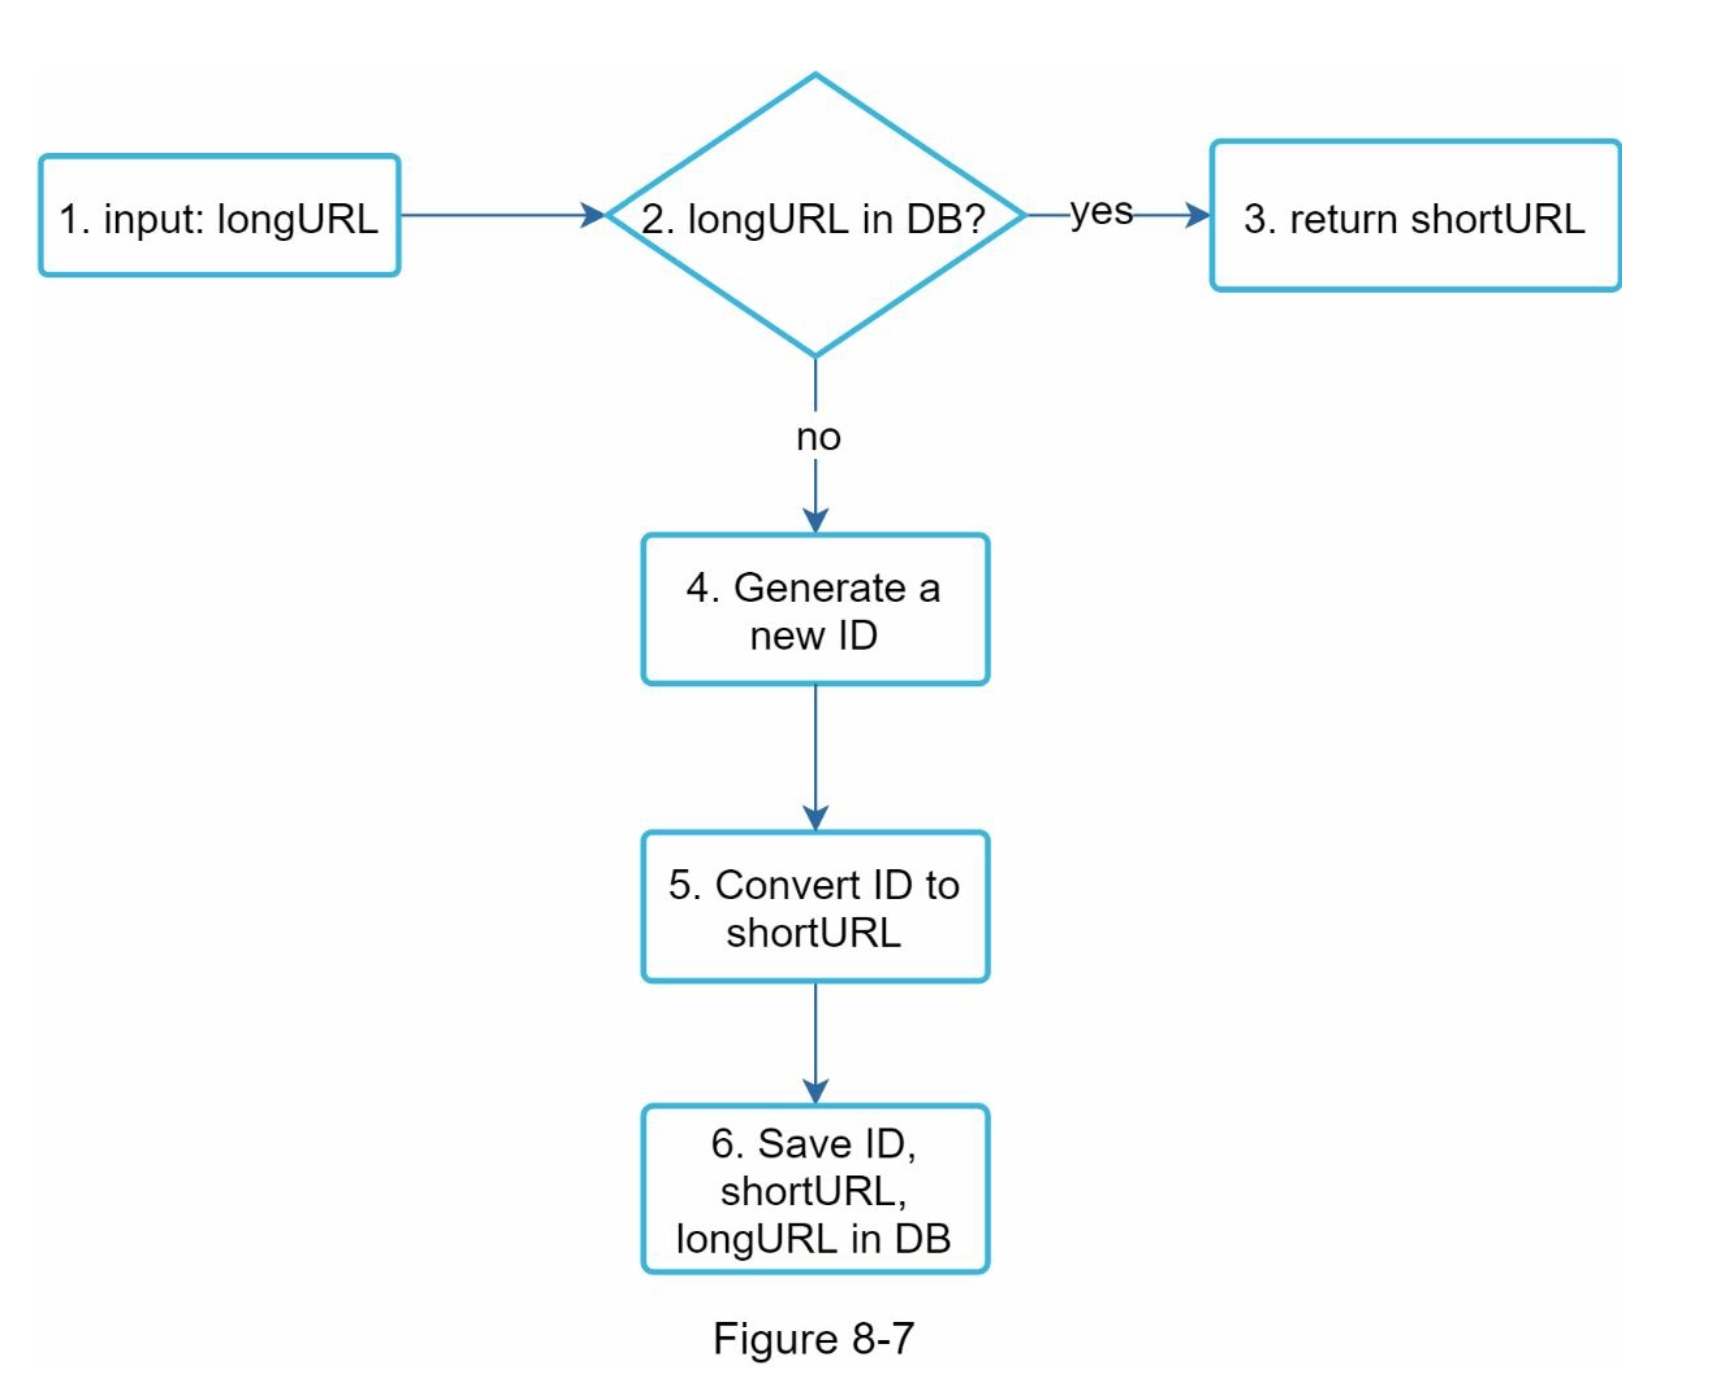 1. input: longURL
2. longURL in DB?
yes
3. return shortURL
no
4. Generate a
new ID
5. Convert ID to
shortURL
6. Save ID,
shortURL,
longURL in DB
Figure 8-7